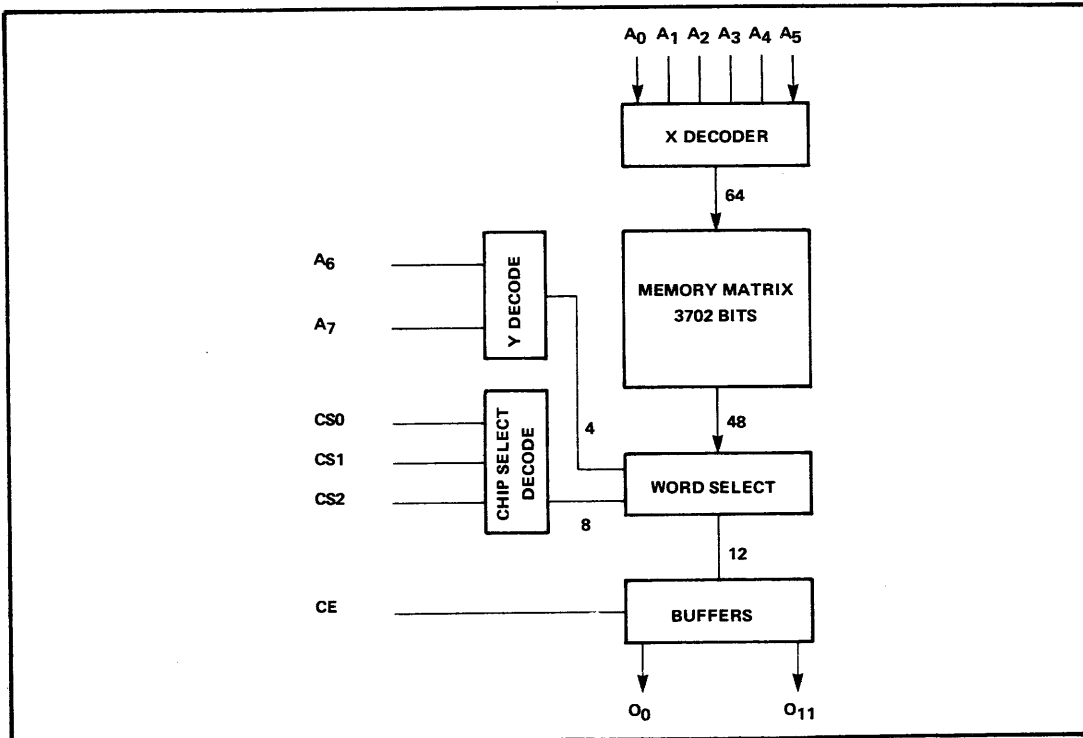 A0 A1 A2 A3 A4 A5
X DECODER
64
MEMORY MATRIX
3702 BITS
A6
A7
Y DECODE
48
4
CS0
CS1
CS2
CHIP SELECT
DECODE
8
WORD SELECT
12
CE
BUFFERS
O0 O11